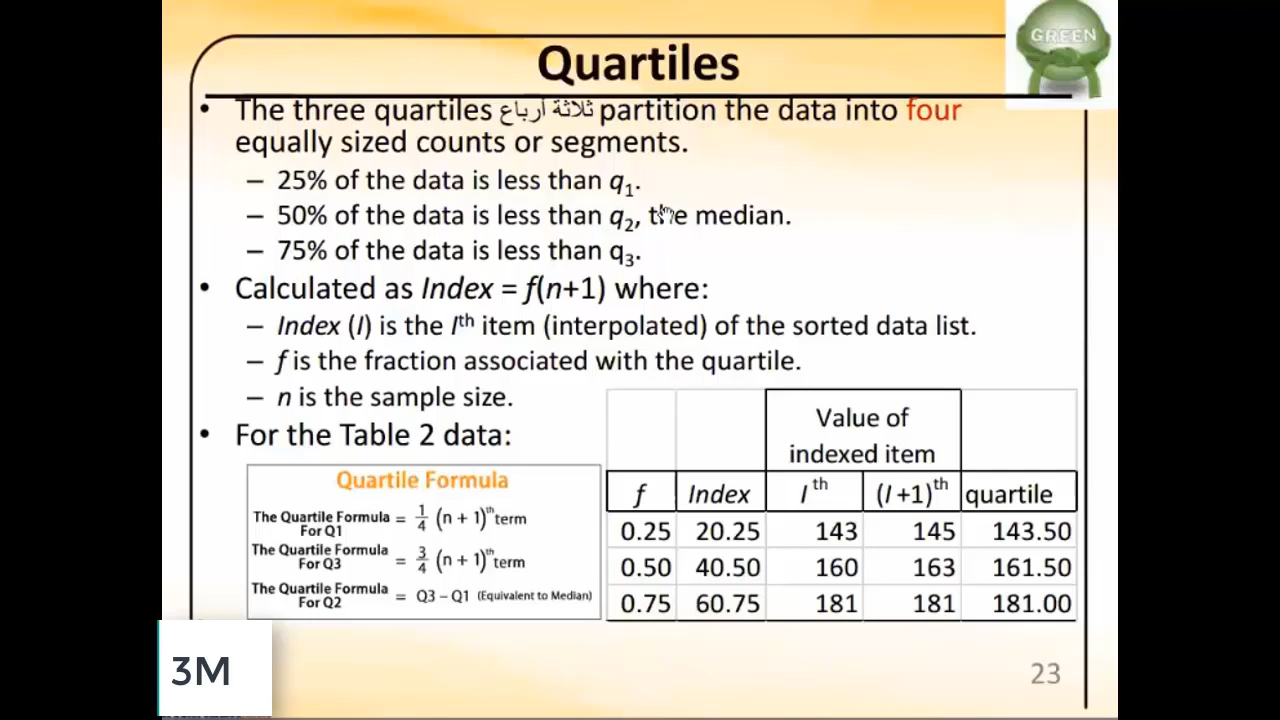 GREEN
Quartiles
• The three quartiles ثلاثة أرباع partition the data into four
equally sized counts or segments.
– 25% of the data is less than q1.
– 50% of the data is less than q2, the median.
– 75% of the data is less than q3.
• Calculated as Index = f(n+1) where:
– Index (I) is the Ith item (interpolated) of the sorted data list.
– f is the fraction associated with the quartile.
– n is the sample size.
• For the Table 2 data:
Quartile Formula
The Quartile Formula For Q1 = 1/4 (n + 1)th term
The Quartile Formula For Q3 = 3/4 (n + 1)th term
The Quartile Formula For Q2 = Q3 – Q1 (Equivalent to Median)
Value of
indexed item
f Index I th (I +1)th quartile
0.25 20.25 143 145 143.50
0.50 40.50 160 163 161.50
0.75 60.75 181 181 181.00
3M
23